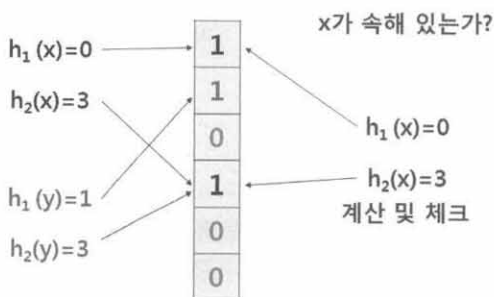 x가 속해 있는가?
h₁ (x)=0
h₂(x)=3
h₁ (y)=1
h₂(y)=3
1
1
0
1
0
0
h₁ (x)=0
h₂(x)=3
계산 및 체크